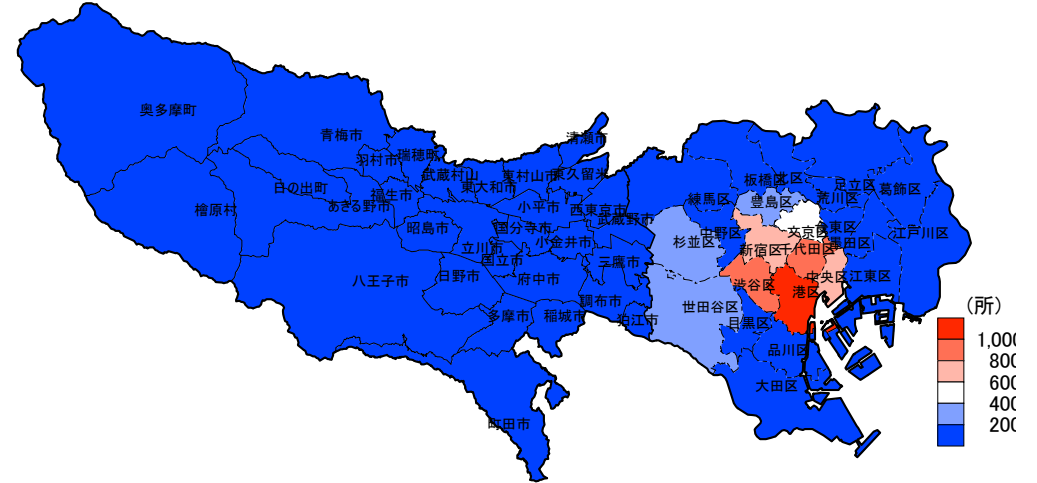 奥多摩町
青梅市
羽村市
瑞穂町
清瀬市
武蔵村山
東村山市
東久留米
東大和市
日の出町
福生市
あきる野市
檜原村
小平市
西東京市
武蔵野市
昭島市
国分寺市
小金井市
立川市
国立市
三鷹市
八王子市
日野市
府中市
調布市
多摩市
稲城市
狛江市
町田市
板橋区
北区
足立区
葛飾区
練馬区
豊島区
荒川区
中野区
文京区
台東区
墨田区
江戸川区
杉並区
新宿区
千代田区
渋谷区
港区
中央区
江東区
世田谷区
目黒区
品川区
大田区
(所)
1,000
800
600
400
200